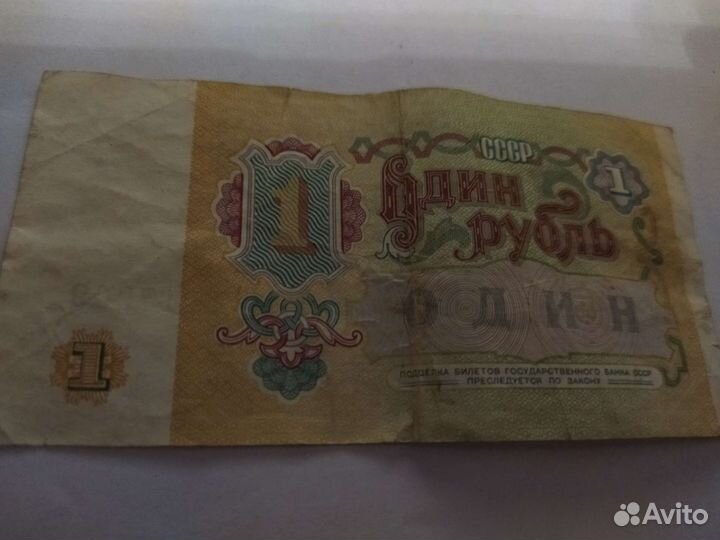 СССР
1
1
Один
рубль
ОДИН
1
ПОДДЕЛКА БИЛЕТОВ ГОСУДАРСТВЕННОГО БАНКА СССР
ПРЕСЛЕДУЕТСЯ ПО ЗАКОНУ
Avito